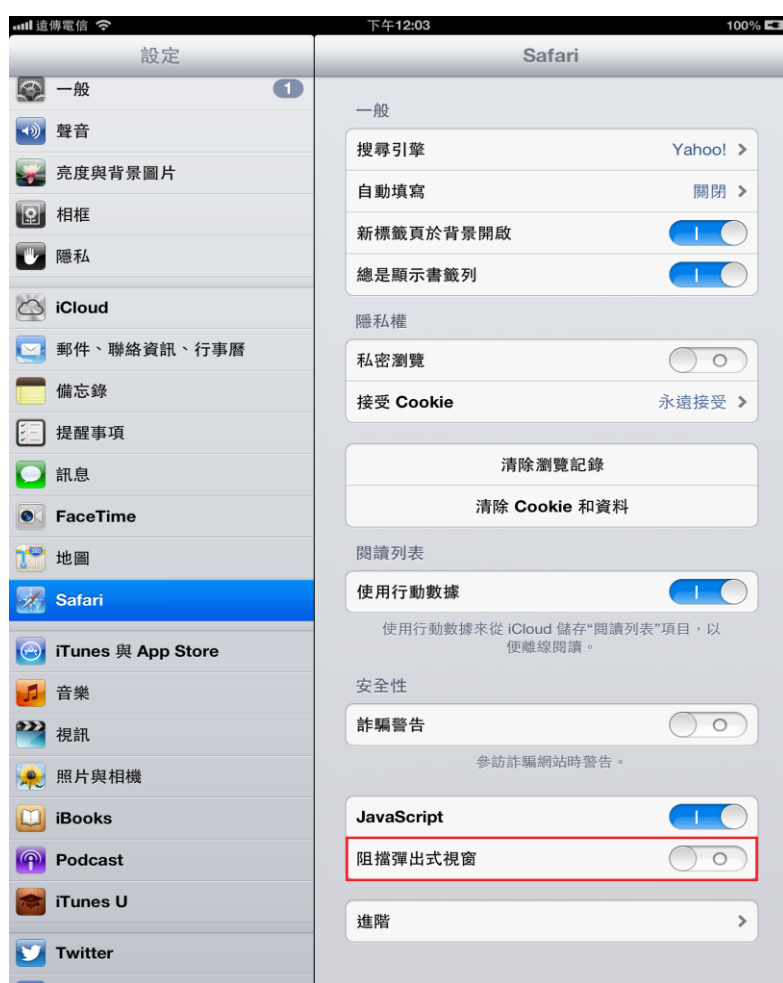 遠傳電信
下午12:03
100%
設定
一般
1
聲音
亮度與背景圖片
相框
隱私
iCloud
郵件、聯絡資訊、行事曆
備忘錄
提醒事項
訊息
FaceTime
地圖
Safari
iTunes 與 App Store
音樂
視訊
照片與相機
iBooks
Podcast
iTunes U
Twitter
Safari
一般
搜尋引擎 Yahoo!
自動填寫 關閉
新標籤頁於背景開啟
總是顯示書籤列
隱私權
私密瀏覽
接受 Cookie 永遠接受
清除瀏覽記錄
清除 Cookie 和資料
閱讀列表
使用行動數據
使用行動數據來從 iCloud 儲存“閱讀列表”項目，以
便離線閱讀。
安全性
詐騙警告
參訪詐騙網站時警告。
JavaScript
阻擋彈出式視窗
進階